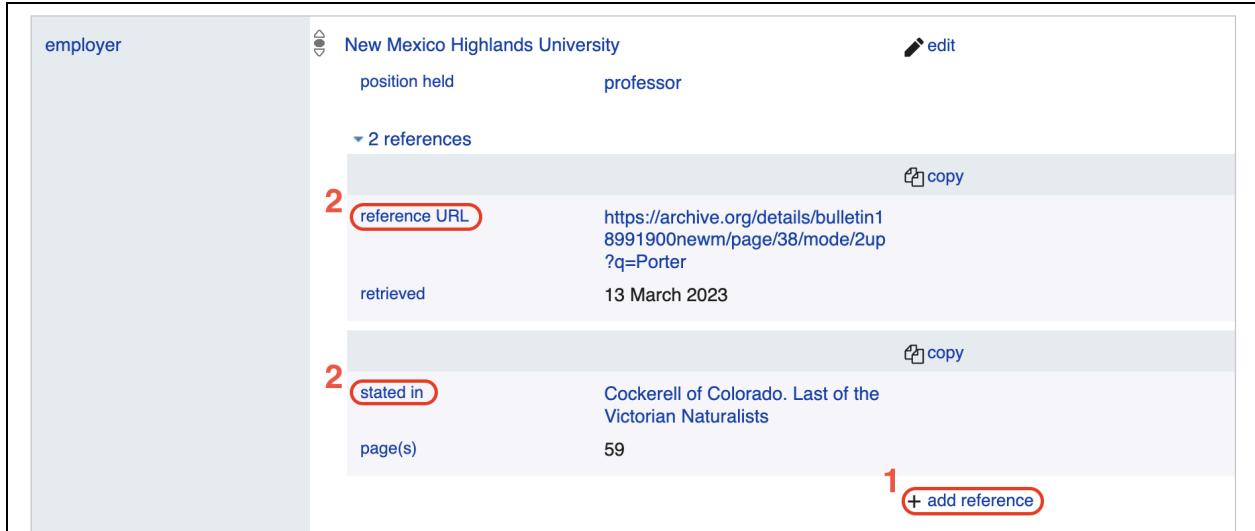 employer
New Mexico Highlands University
edit
position held
professor
2 references
copy
2
reference URL
https://archive.org/details/bulletin1
8991900newm/page/38/mode/2up
?q=Porter
retrieved
13 March 2023
copy
2
stated in
Cockerell of Colorado. Last of the
Victorian Naturalists
page(s)
59
1
+ add reference